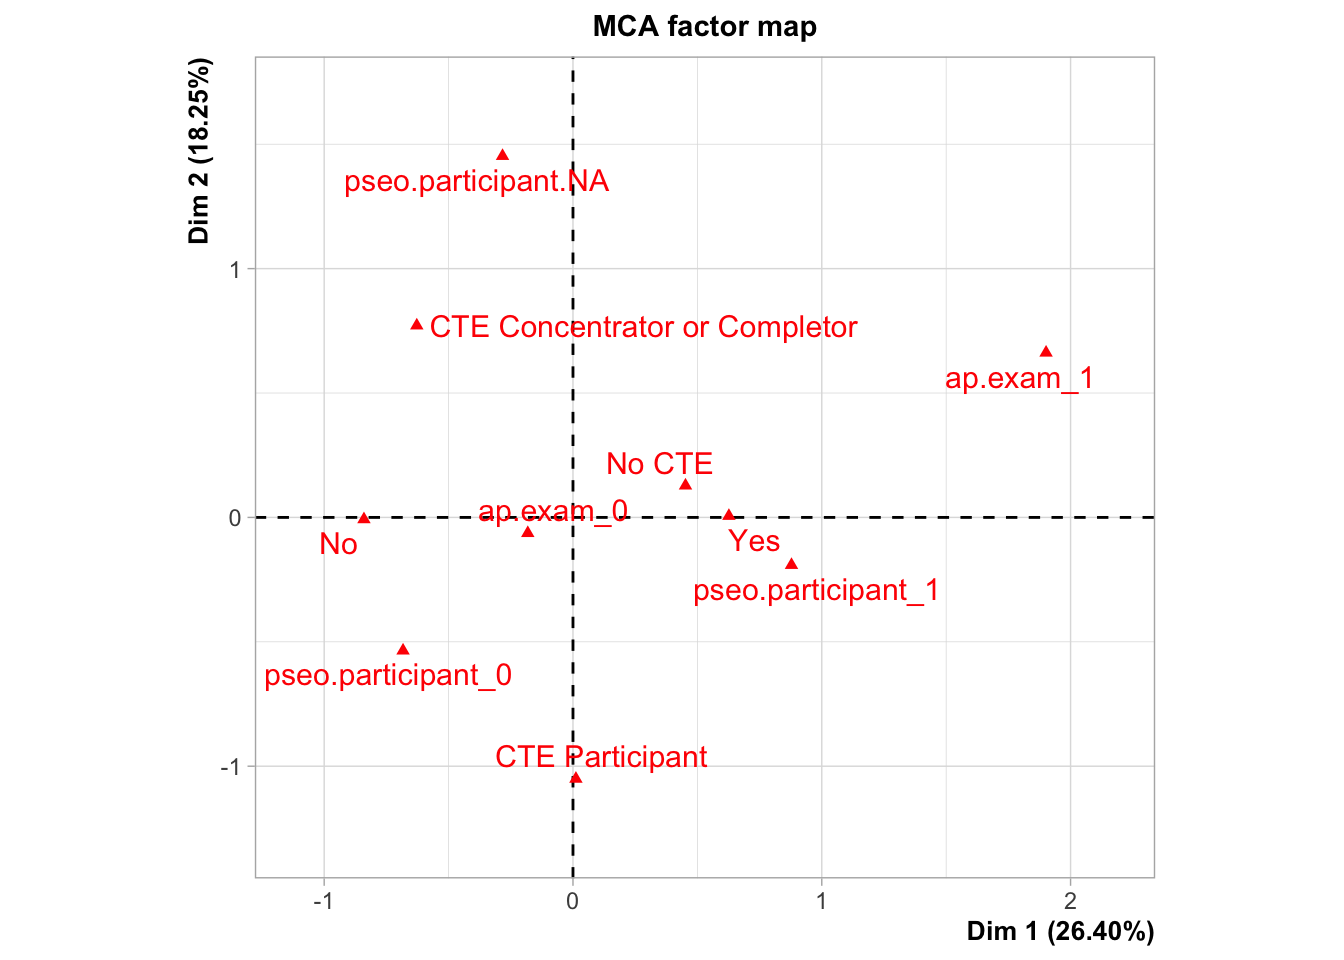 MCA factor map
Dim 2 (18.25%)
pseo.participant.NA
1
CTE Concentrator or Completor
ap.exam_1
No CTE
ap.exam_0
0
No
Yes
pseo.participant_1
pseo.participant_0
CTE Participant
-1
-1
0
1
2
Dim 1 (26.40%)